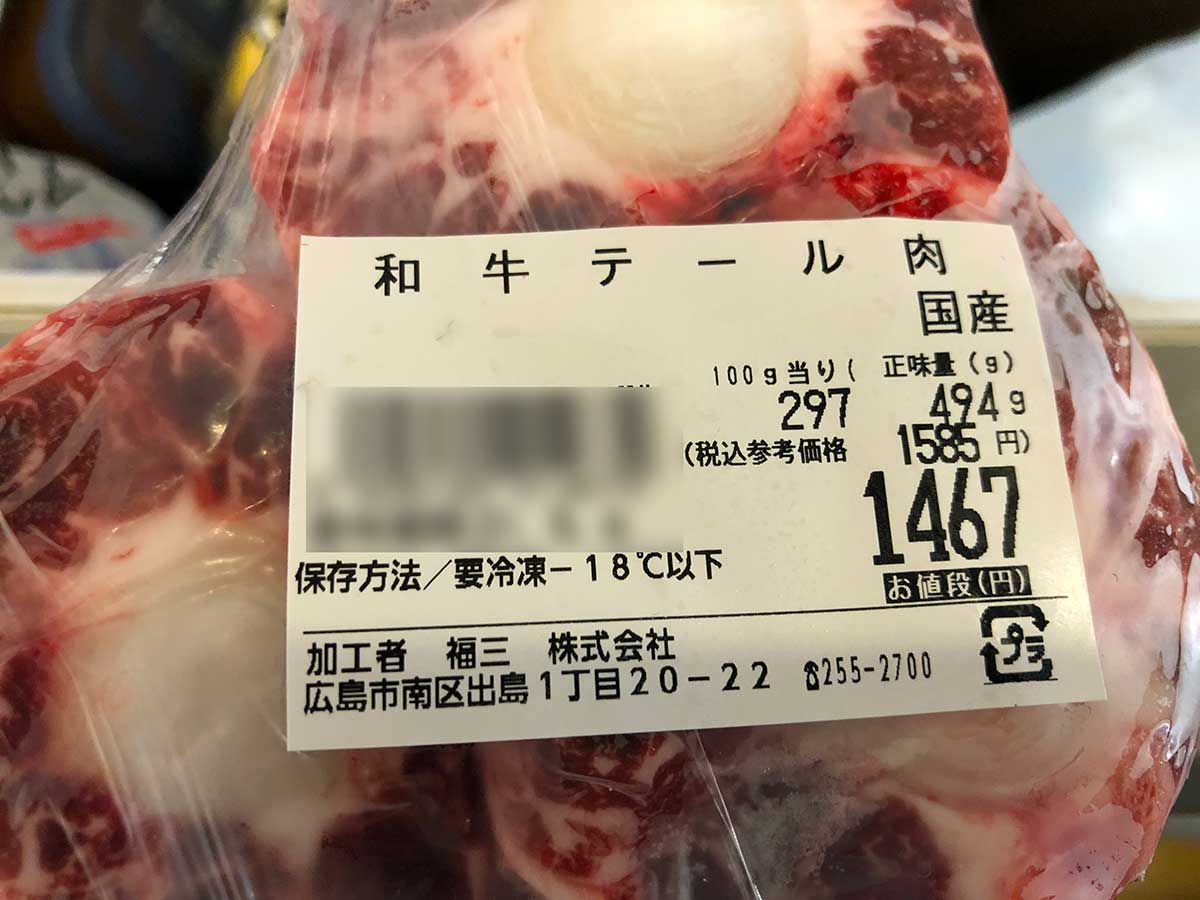 和牛テール肉
国産
100g当り( 正味量(g)
297 494g
(税込参考価格 1585円)
1467
お値段(円)
保存方法/要冷凍-18℃以下
加工者 福三 株式会社
広島市南区出島1丁目20-22 ☎255-2700
プラ